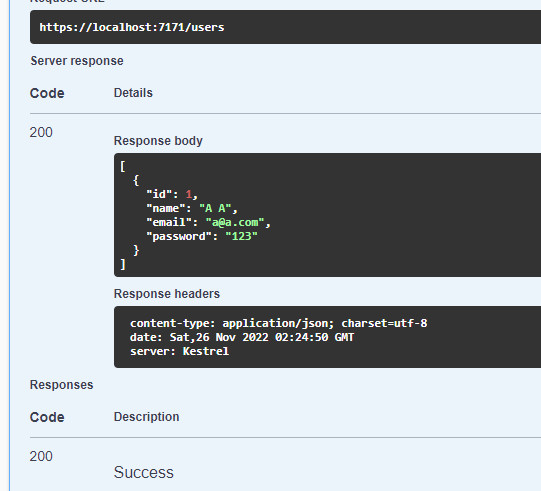 Request URL
https://localhost:7171/users
Server response
Code Details
200
Response body
[
  {
    "id": 1,
    "name": "A A",
    "email": "a@a.com",
    "password": "123"
  }
]
Response headers
content-type: application/json; charset=utf-8
date: Sat,26 Nov 2022 02:24:50 GMT
server: Kestrel
Responses
Code Description
200
Success